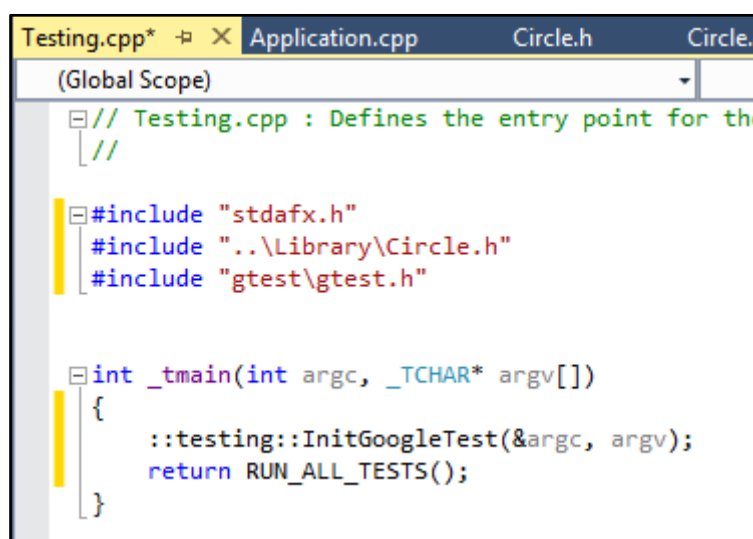 Testing.cpp* Application.cpp Circle.h Circle.
(Global Scope)
// Testing.cpp : Defines the entry point for the
//
#include "stdafx.h"
#include "..\Library\Circle.h"
#include "gtest\gtest.h"
int _tmain(int argc, _TCHAR* argv[])
{
::testing::InitGoogleTest(&argc, argv);
return RUN_ALL_TESTS();
}